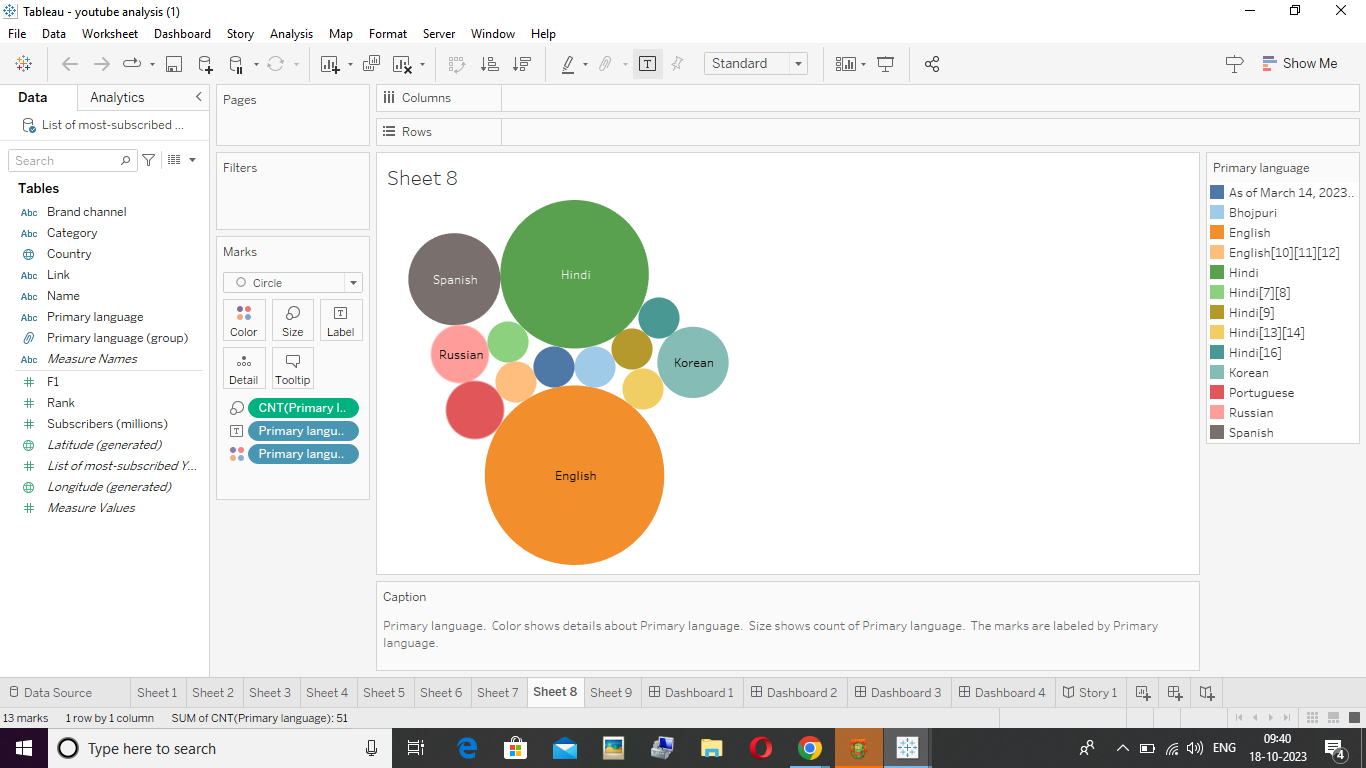 Tableau - youtube analysis (1)
File Data Worksheet Dashboard Story Analysis Map Format Server Window Help
Standard
Show Me
Data Analytics
List of most-subscribed ...
Search
Tables
Abc Brand channel
Abc Category
Country
Abc Link
Abc Name
Abc Primary language
Primary language (group)
Abc Measure Names
# F1
# Rank
# Subscribers (millions)
Latitude (generated)
# List of most-subscribed Y...
Longitude (generated)
# Measure Values
Pages
Filters
Marks
Circle
Color Size Label
Detail Tooltip
CNT(Primary l..
Primary langu..
Primary langu..
Columns
Rows
Sheet 8
Spanish
Hindi
Russian
Korean
English
Primary language
As of March 14, 2023..
Bhojpuri
English
English[10][11][12]
Hindi
Hindi[7][8]
Hindi[9]
Hindi[13][14]
Hindi[16]
Korean
Portuguese
Russian
Spanish
Caption
Primary language. Color shows details about Primary language. Size shows count of Primary language. The marks are labeled by Primary
language.
Data Source Sheet 1 Sheet 2 Sheet 3 Sheet 4 Sheet 5 Sheet 6 Sheet 7 Sheet 8 Sheet 9 Dashboard 1 Dashboard 2 Dashboard 3 Dashboard 4 Story 1
13 marks 1 row by 1 column SUM of CNT(Primary language): 51
Type here to search
ENG
09:40
18-10-2023
4